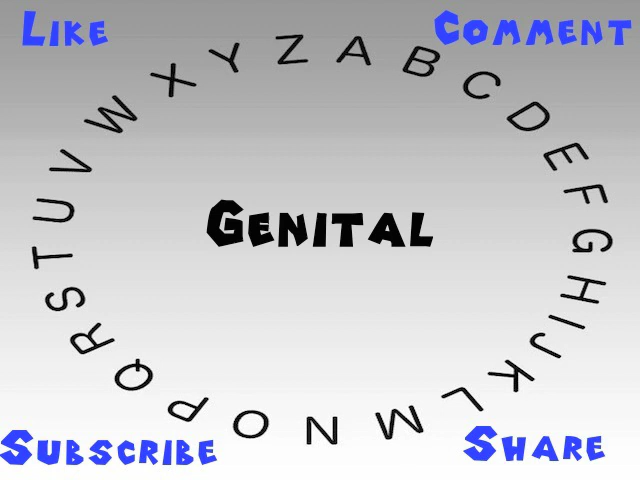 Like
Comment
A B C D E F G H I J K L M N O P Q R S T U V W X Y Z
Genital
Subscribe
Share